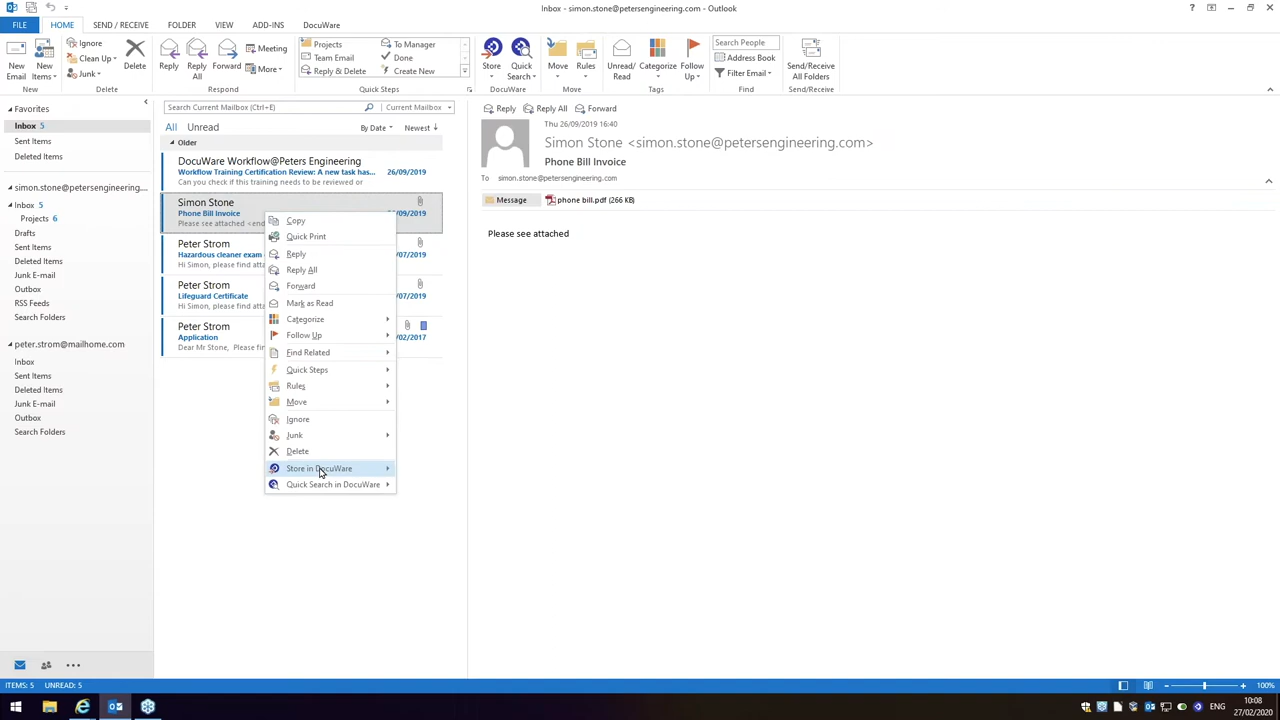 Inbox - simon.stone@petersengineering.com - Outlook
FILE HOME SEND / RECEIVE FOLDER VIEW ADD-INS DocuWare
New Email
New Items
Ignore
Clean Up
Junk
Delete
Reply
Reply All
Forward
Meeting
More
Projects
Team Email
Reply & Delete
To Manager
Done
Create New
Store
Quick Search
Move
Rules
Unread/ Read
Categorize
Follow Up
Search People
Address Book
Filter Email
Send/Receive All Folders
New Delete Respond Quick Steps DocuWare Move Tags Find Send/Receive
Favorites
Inbox 5
Sent Items
Deleted Items
simon.stone@petersengineering....
Inbox 5
Projects 6
Drafts
Sent Items
Deleted Items
Junk E-mail
Outbox
RSS Feeds
Search Folders
peter.strom@mailhome.com
Inbox
Sent Items
Deleted Items
Junk E-mail
Outbox
Search Folders
Search Current Mailbox (Ctrl+E) Current Mailbox
All Unread By Date Newest
Older
DocuWare Workflow@Peters Engineering
Workflow Training Certification Review: A new task has... 26/09/2019
Can you check if this training needs to be reviewed or
Simon Stone
Phone Bill Invoice /09/2019
Please see attached <end
Peter Strom
Hazardous cleaner exam /07/2019
Hi Simon, please find atta
Peter Strom
Lifeguard Certificate /07/2019
Hi Simon, please find atta
Peter Strom
Application /02/2017
Dear Mr Stone, Please fi
Copy
Quick Print
Reply
Reply All
Forward
Mark as Read
Categorize
Follow Up
Find Related
Quick Steps
Rules
Move
Ignore
Junk
Delete
Store in DocuWare
Quick Search in DocuWare
Reply Reply All Forward
Thu 26/09/2019 16:40
Simon Stone <simon.stone@petersengineering.com>
Phone Bill Invoice
To simon.stone@petersengineering.com
Message phone bill.pdf (266 KB)
Please see attached
ITEMS: 5 UNREAD: 5 100%
ENG 10:08
27/02/2020